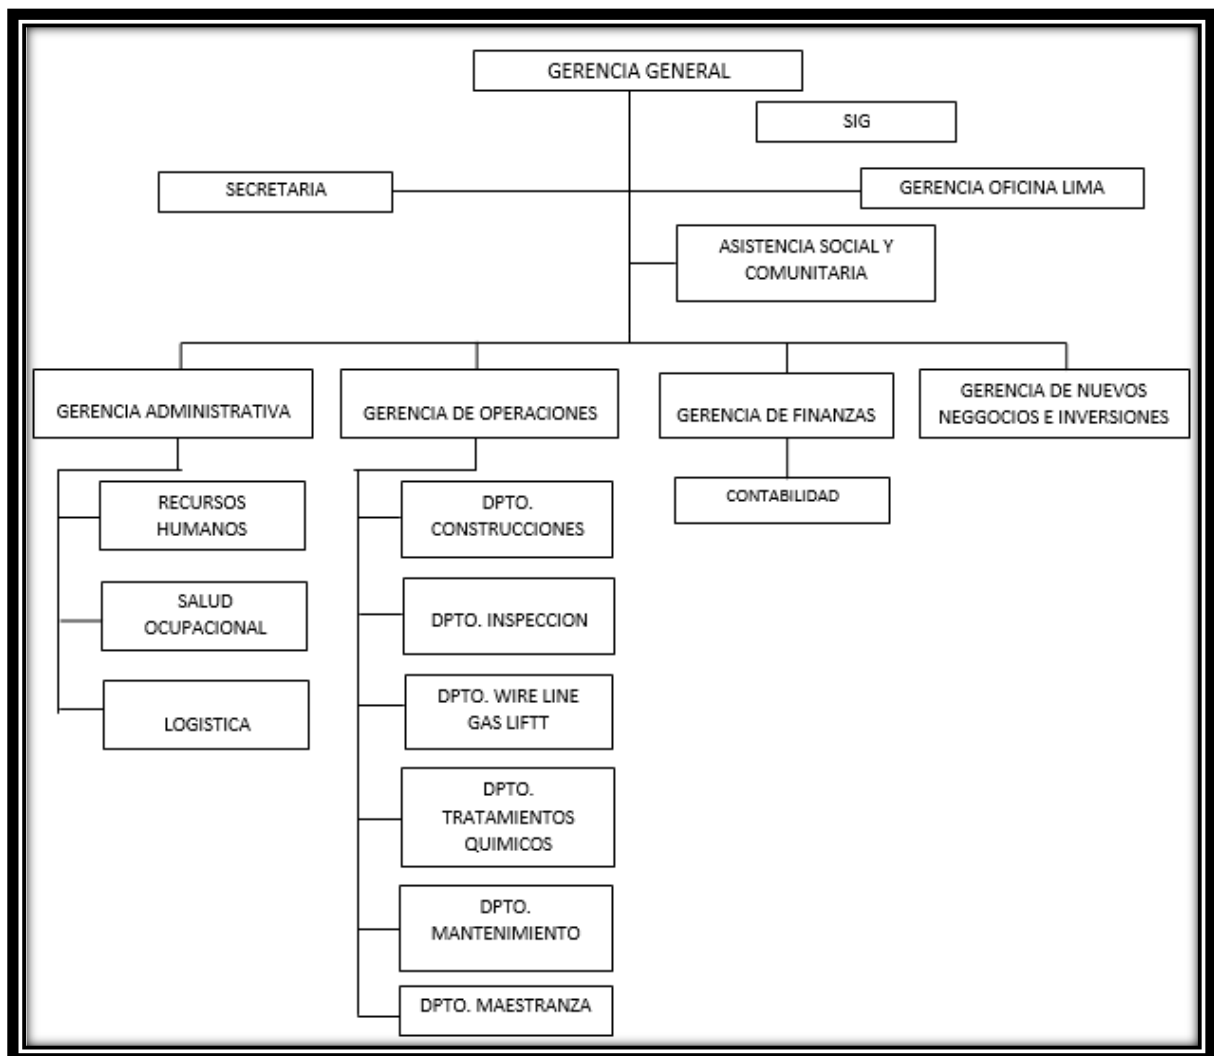 GERENCIA GENERAL
SIG
SECRETARIA
GERENCIA OFICINA LIMA
ASISTENCIA SOCIAL Y
COMUNITARIA
GERENCIA ADMINISTRATIVA
GERENCIA DE OPERACIONES
GERENCIA DE FINANZAS
GERENCIA DE NUEVOS
NEGGOCIOS E INVERSIONES
RECURSOS
HUMANOS
SALUD
OCUPACIONAL
LOGISTICA
DPTO.
CONSTRUCCIONES
DPTO. INSPECCION
DPTO. WIRE LINE
GAS LIFTT
DPTO.
TRATAMIENTOS
QUIMICOS
DPTO.
MANTENIMIENTO
DPTO. MAESTRANZA
CONTABILIDAD